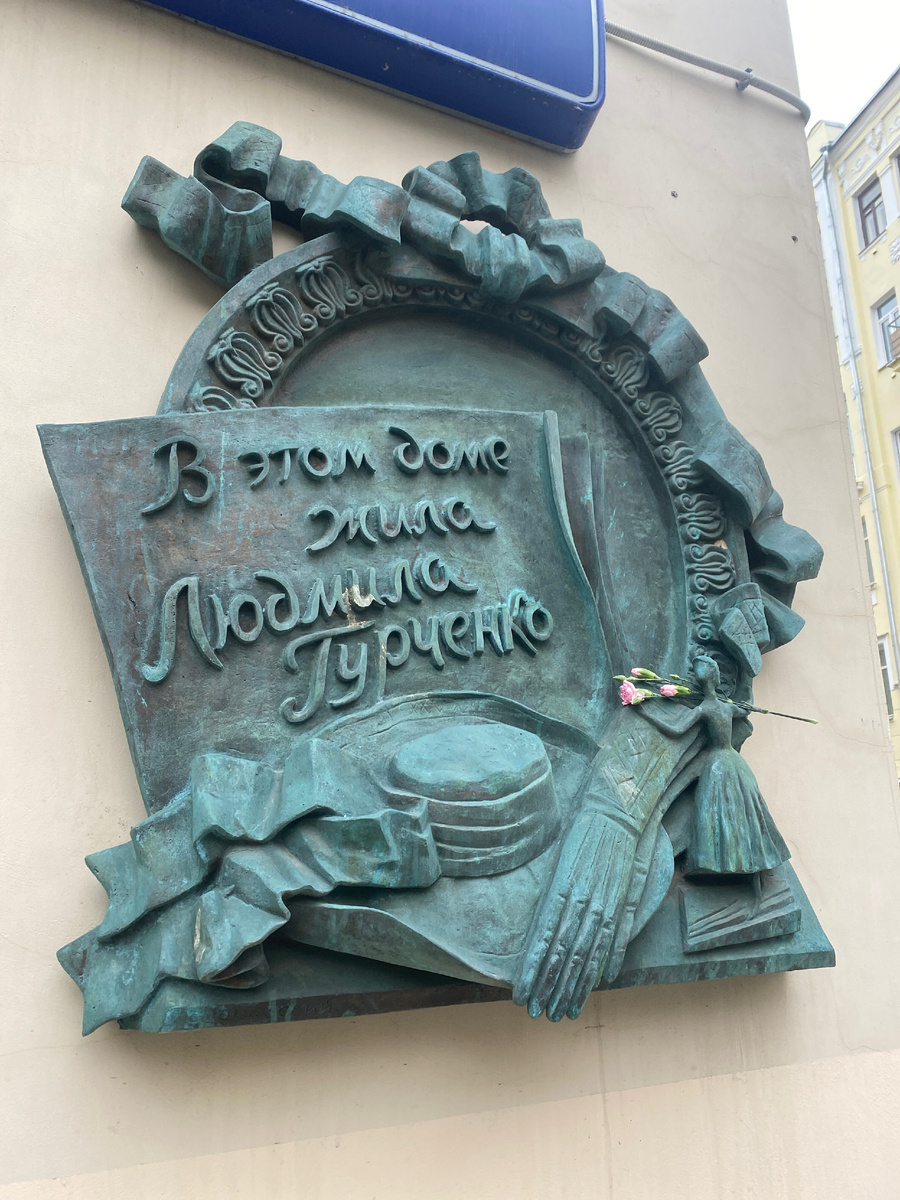 В этом доме
жила
Людмила
Гурченко